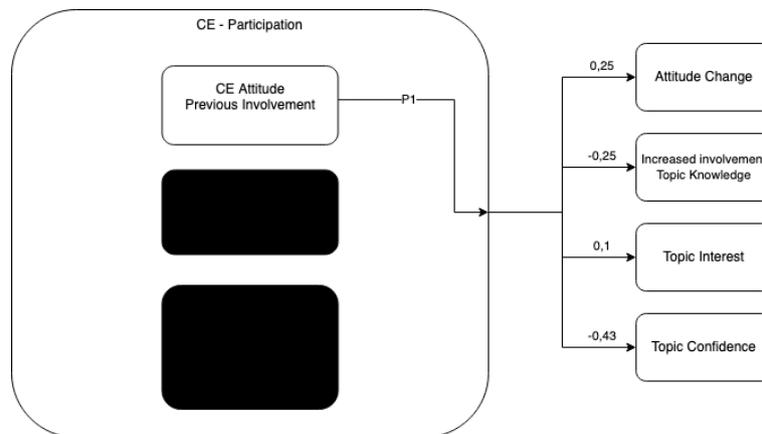 CE - Participation
CE Attitude
Previous Involvement
P1
0,25
Attitude Change
-0,25
Increased
Topic Knowledge
0,1
Topic Interest
-0,43
Topic Confidence